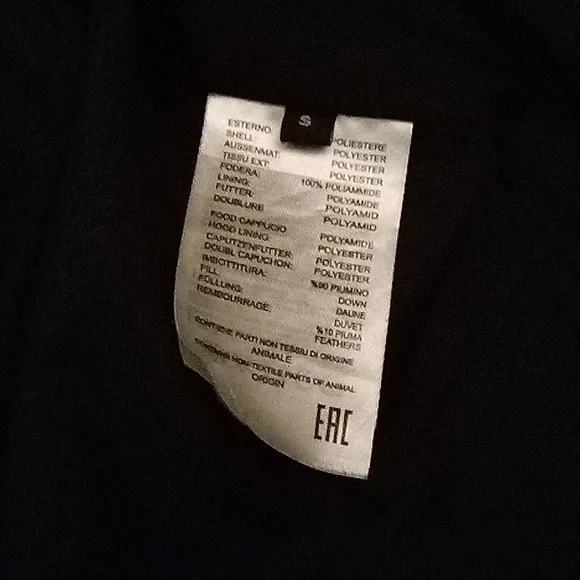 S
ESTERNO: POLIESTERE
SHELL: POLYESTER
AUSSENMAT: POLYESTER
TISSU EXT: POLYESTER
FODERA: 100% POLIAMMIDE
LINING: POLYAMIDE
FUTTER: POLYAMID
DOUBLURE POLYAMID
FOOD CAPPUCIO POLYAMIDE
HOOD LINING: POLYESTER
CAPUTZENFUTTER: POLYESTER
DOUBL CAPUCHON: POLYESTER
IMBOTTITURA: %90 PIUMINO
FILL: DOWN
FÜLLUNG: DAUNE
REMBOURRAGE: DUVET
%10 PIUMA
FEATHERS
CONTIENE PARTI NON TESSIU DI ORIGINE
ANIMALE
CONTAINS NON-TEXTILE PARTS OF ANIMAL
ORIGIN
EAC